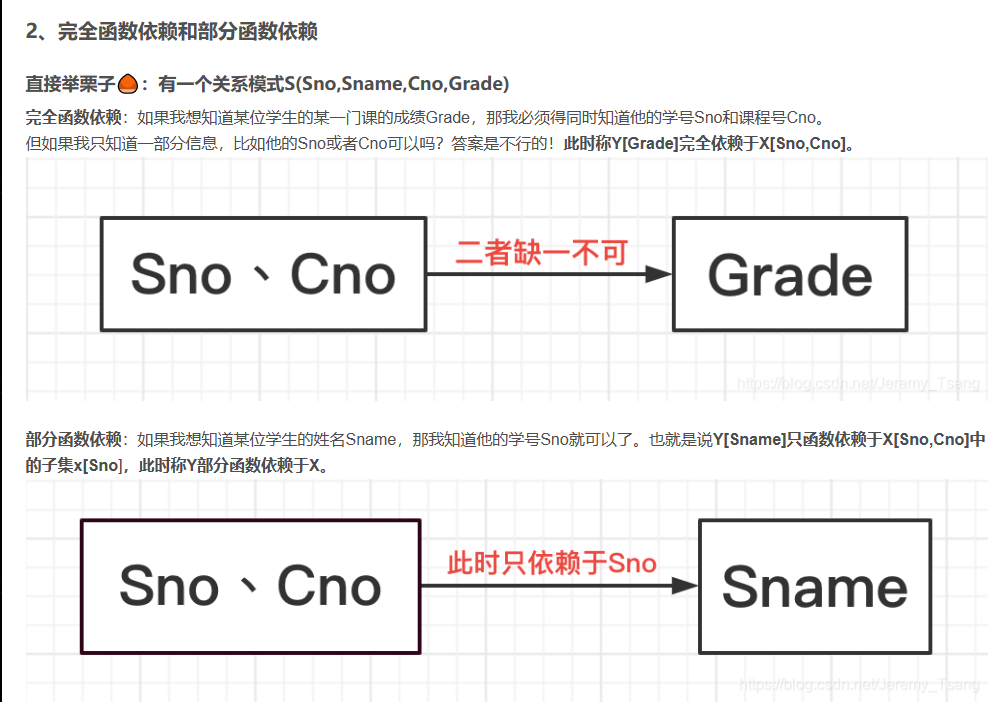 2、完全函数依赖和部分函数依赖
直接举栗子🌰：有一个关系模式S(Sno,Sname,Cno,Grade)
完全函数依赖：如果我想知道某位学生的某一门课的成绩Grade，那我必须得同时知道他的学号Sno和课程号Cno。
但如果我只知道一部分信息，比如他的Sno或者Cno可以吗？答案是不行的！此时称Y[Grade]完全依赖于X[Sno,Cno]。
二者缺一不可
Sno、Cno
Grade
https://blog.csdn.net/Jeremy_Tsang
部分函数依赖：如果我想知道某位学生的姓名Sname，那我知道他的学号Sno就可以了。也就是说Y[Sname]只函数依赖于X[Sno,Cno]中
的子集x[Sno]，此时称Y部分函数依赖于X。
此时只依赖于Sno
Sno、Cno
Sname
https://blog.csdn.net/Jeremy_Tsang